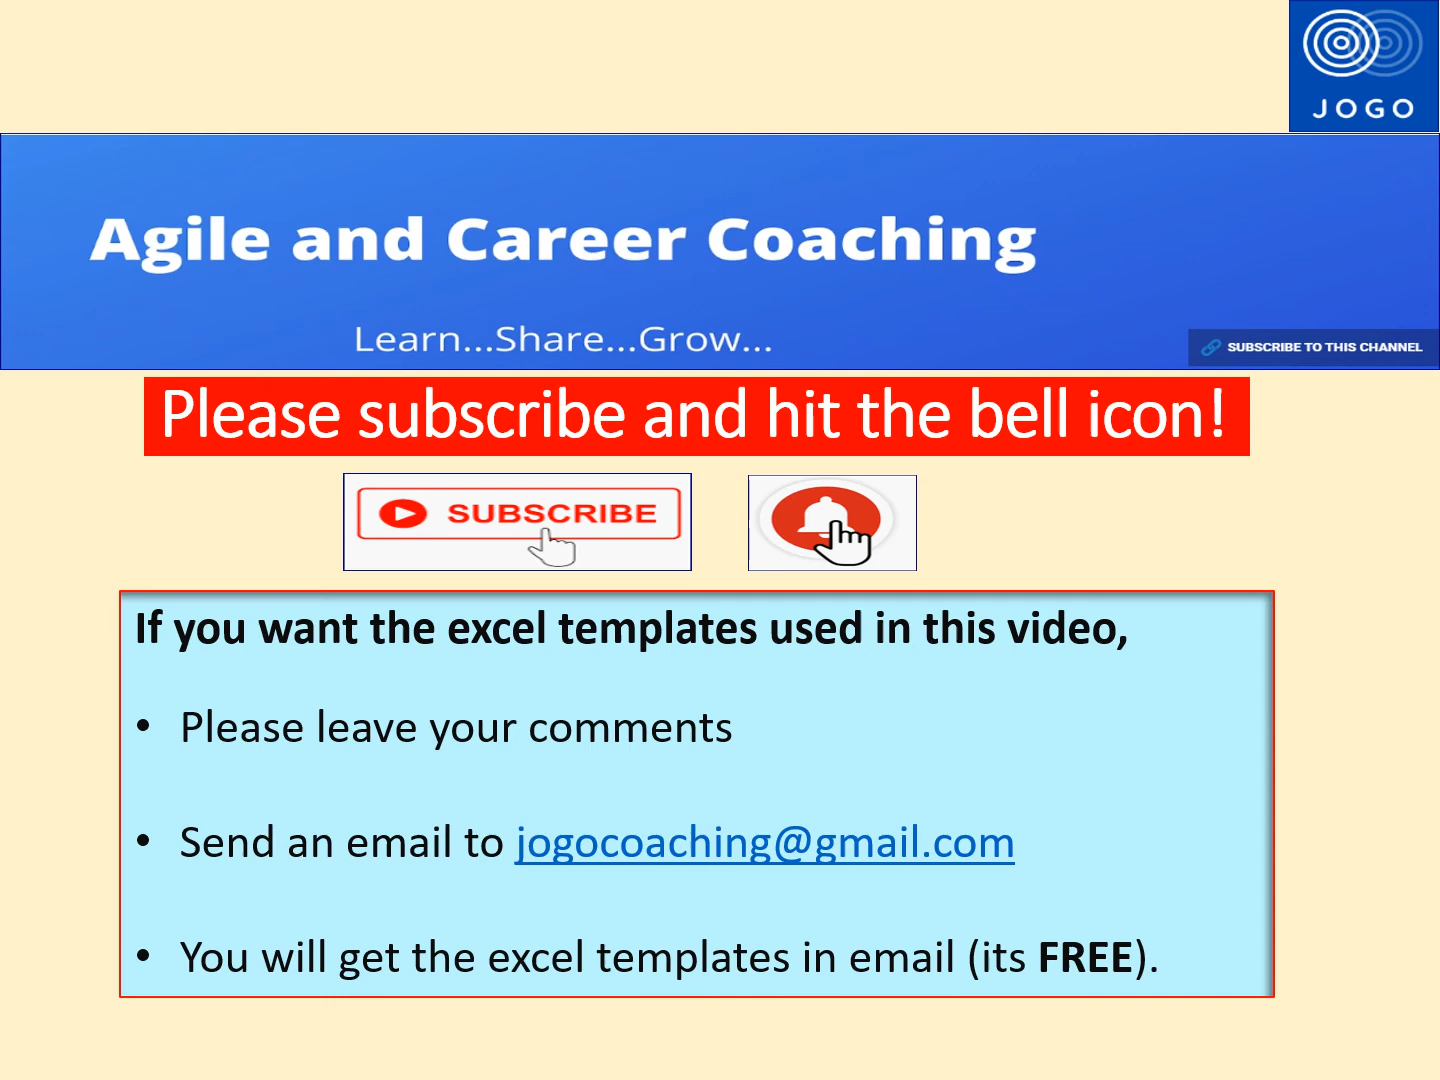 JOGO
Agile and Career Coaching
Learn...Share...Grow...
SUBSCRIBE TO THIS CHANNEL
Please subscribe and hit the bell icon!
SUBSCRIBE
If you want the excel templates used in this video,
• Please leave your comments
• Send an email to jogocoaching@gmail.com
• You will get the excel templates in email (its FREE).